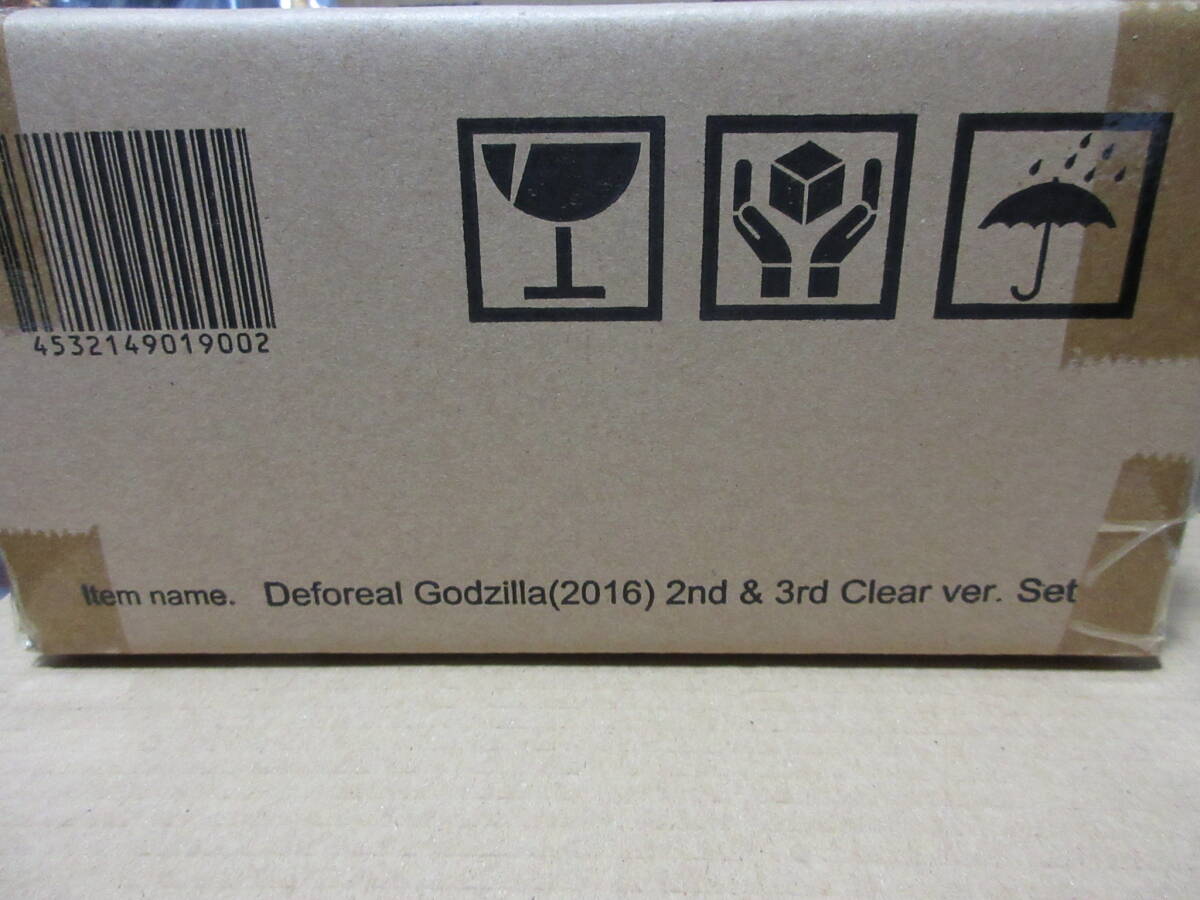 4532149019002
Item name. Deforeal Godzilla(2016) 2nd & 3rd Clear ver. Set